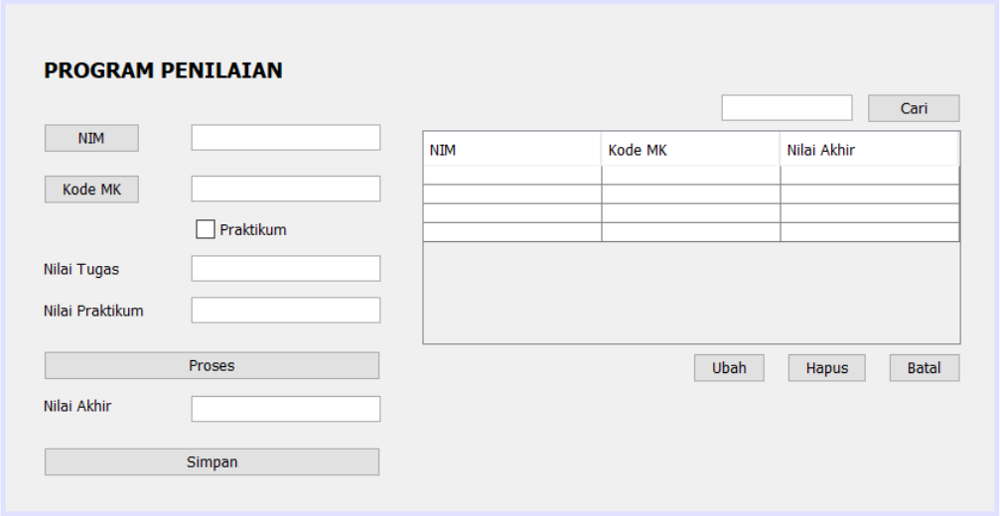 PROGRAM PENILAIAN
Cari
NIM
Kode MK
Praktikum
Nilai Tugas
Nilai Praktikum
Proses
Nilai Akhir
Simpan
NIM Kode MK Nilai Akhir
Ubah Hapus Batal